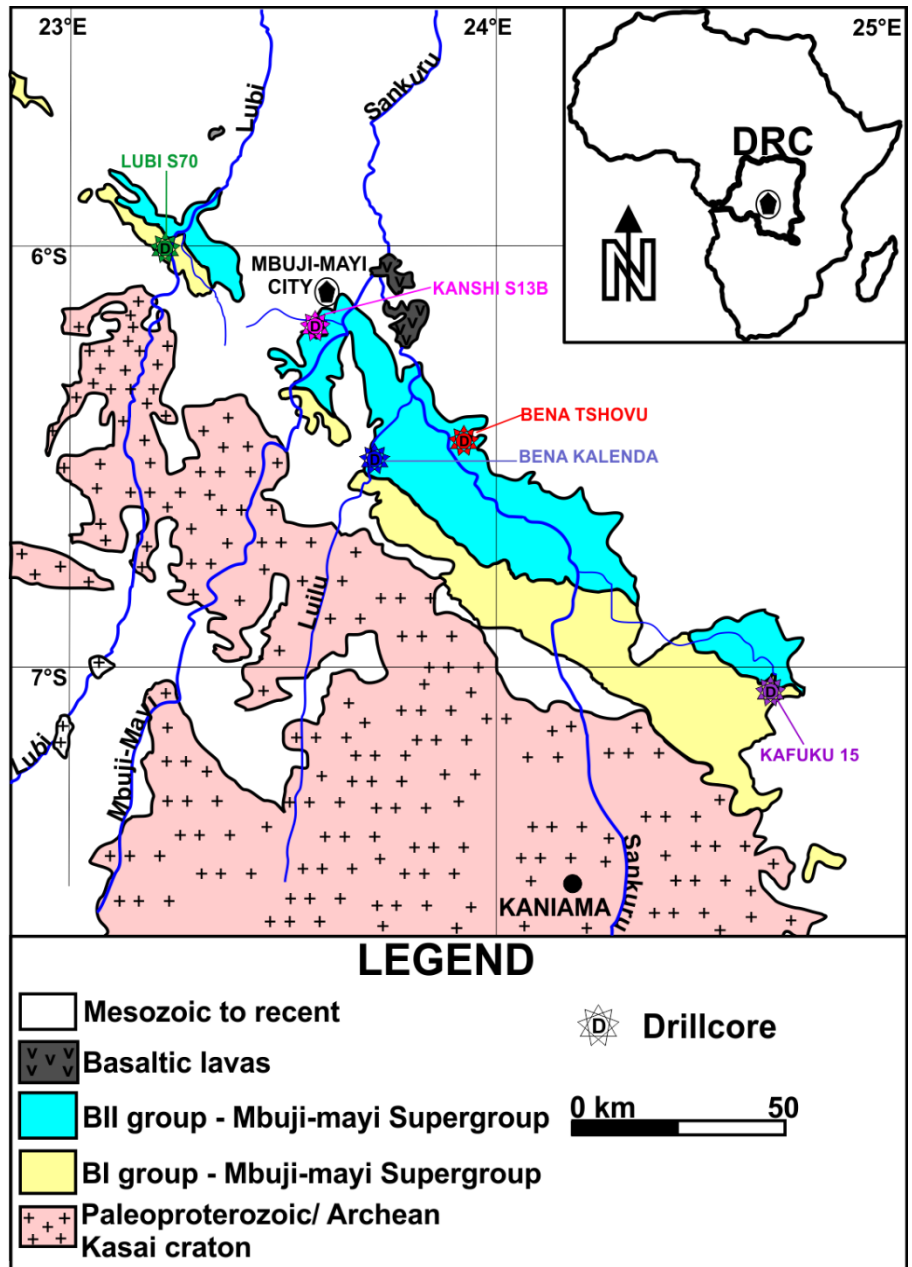 23°E
24°E
25°E
Lubi
Sankuru
DRC
LUBI S70
N
6°S
MBUJI-MAYI
CITY
KANSHI S13B
BENA TSHOVU
BENA KALENDA
Luilu
7°S
Lubi
Mbuji-Mayi
KAFUKU 15
Sankuru
KANIAMA
LEGEND
Mesozoic to recent
D Drillcore
Basaltic lavas
BII group - Mbuji-mayi Supergroup
0 km 50
BI group - Mbuji-mayi Supergroup
Paleoproterozoic/ Archean
Kasai craton